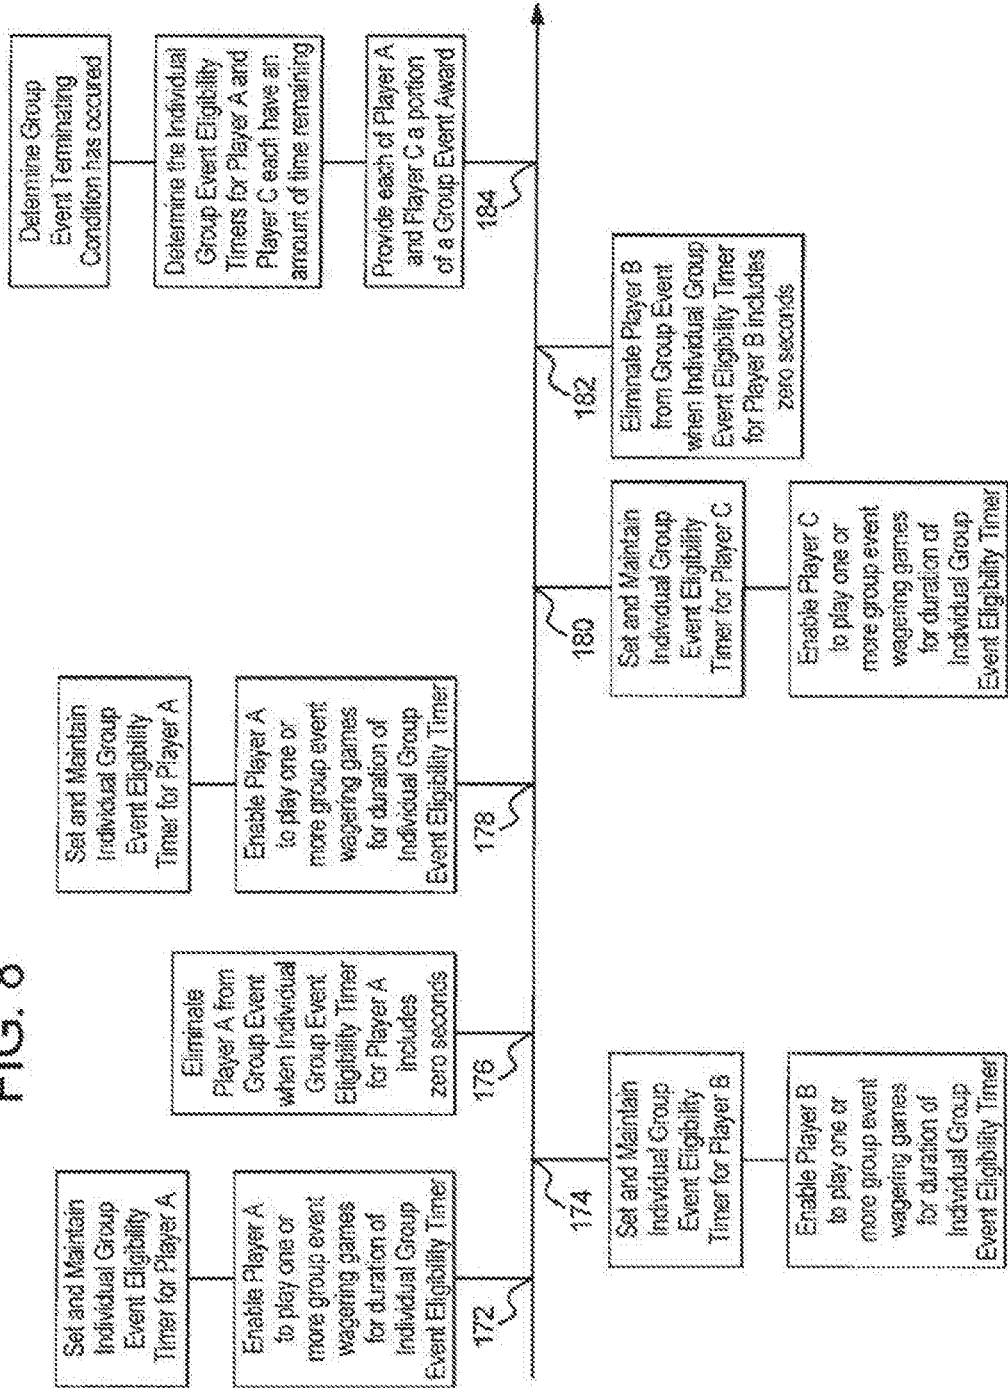 FIG. 8
Set and Maintain
Individual Group
Event Eligibility
Timer for Player A
Enable Player A
to play one or
more group event
wagering games
for duration of
Individual Group
Event Eligibility Timer
172
174
Set and Maintain
Individual Group
Event Eligibility
Timer for Player B
Enable Player B
to play one or
more group event
wagering games
for duration of
Individual Group
Event Eligibility Timer
Eliminate
Player A from
Group Event
when Individual
Group Event
Eligibility Timer
for Player A
includes
zero seconds
176
Set and Maintain
Individual Group
Event Eligibility
Timer for Player A
Enable Player A
to play one or
more group event
wagering games
for duration of
Individual Group
Event Eligibility Timer
178
180
Set and Maintain
Individual Group
Event Eligibility
Timer for Player C
Enable Player C
to play one or
more group event
wagering games
for duration of
Individual Group
Event Eligibility Timer
182
Eliminate Player B
from Group Event
when Individual Group
Event Eligibility Timer
for Player B includes
zero seconds
Determine Group
Event Terminating
Condition has occured
Determine the Individual
Group Event Eligibility
Timers for Player A and
Player C each have an
amount of time remaining
Provide each of Player A
and Player C a portion
of a Group Event Award
184